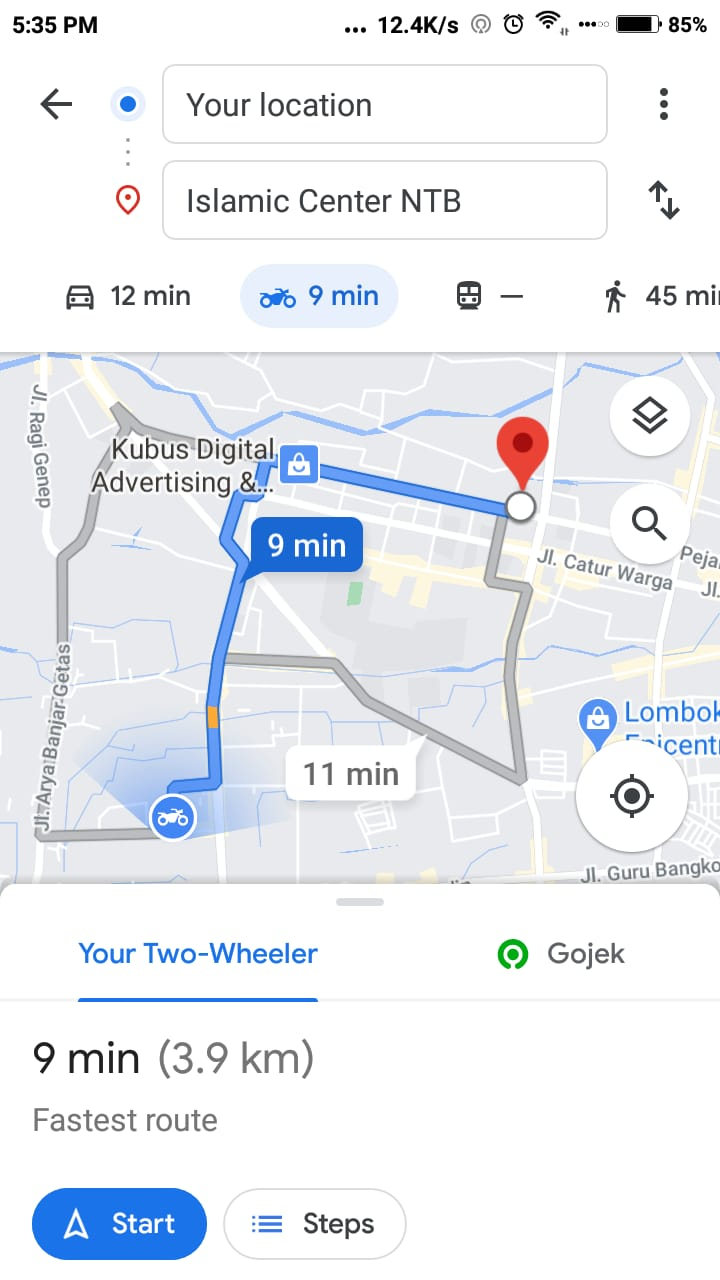 5:35 PM
... 12.4K/s
85%
Your location
Islamic Center NTB
12 min
9 min
—
45 mi
Jl. Ragi Genep
Kubus Digital
Advertising &...
9 min
Jl. Catur Warga
Peja
Jl.
Jl. Arya Banjar Getas
Lombok
Epicent
11 min
Jl. Guru Bangko
Your Two-Wheeler
Gojek
9 min (3.9 km)
Fastest route
Start
Steps